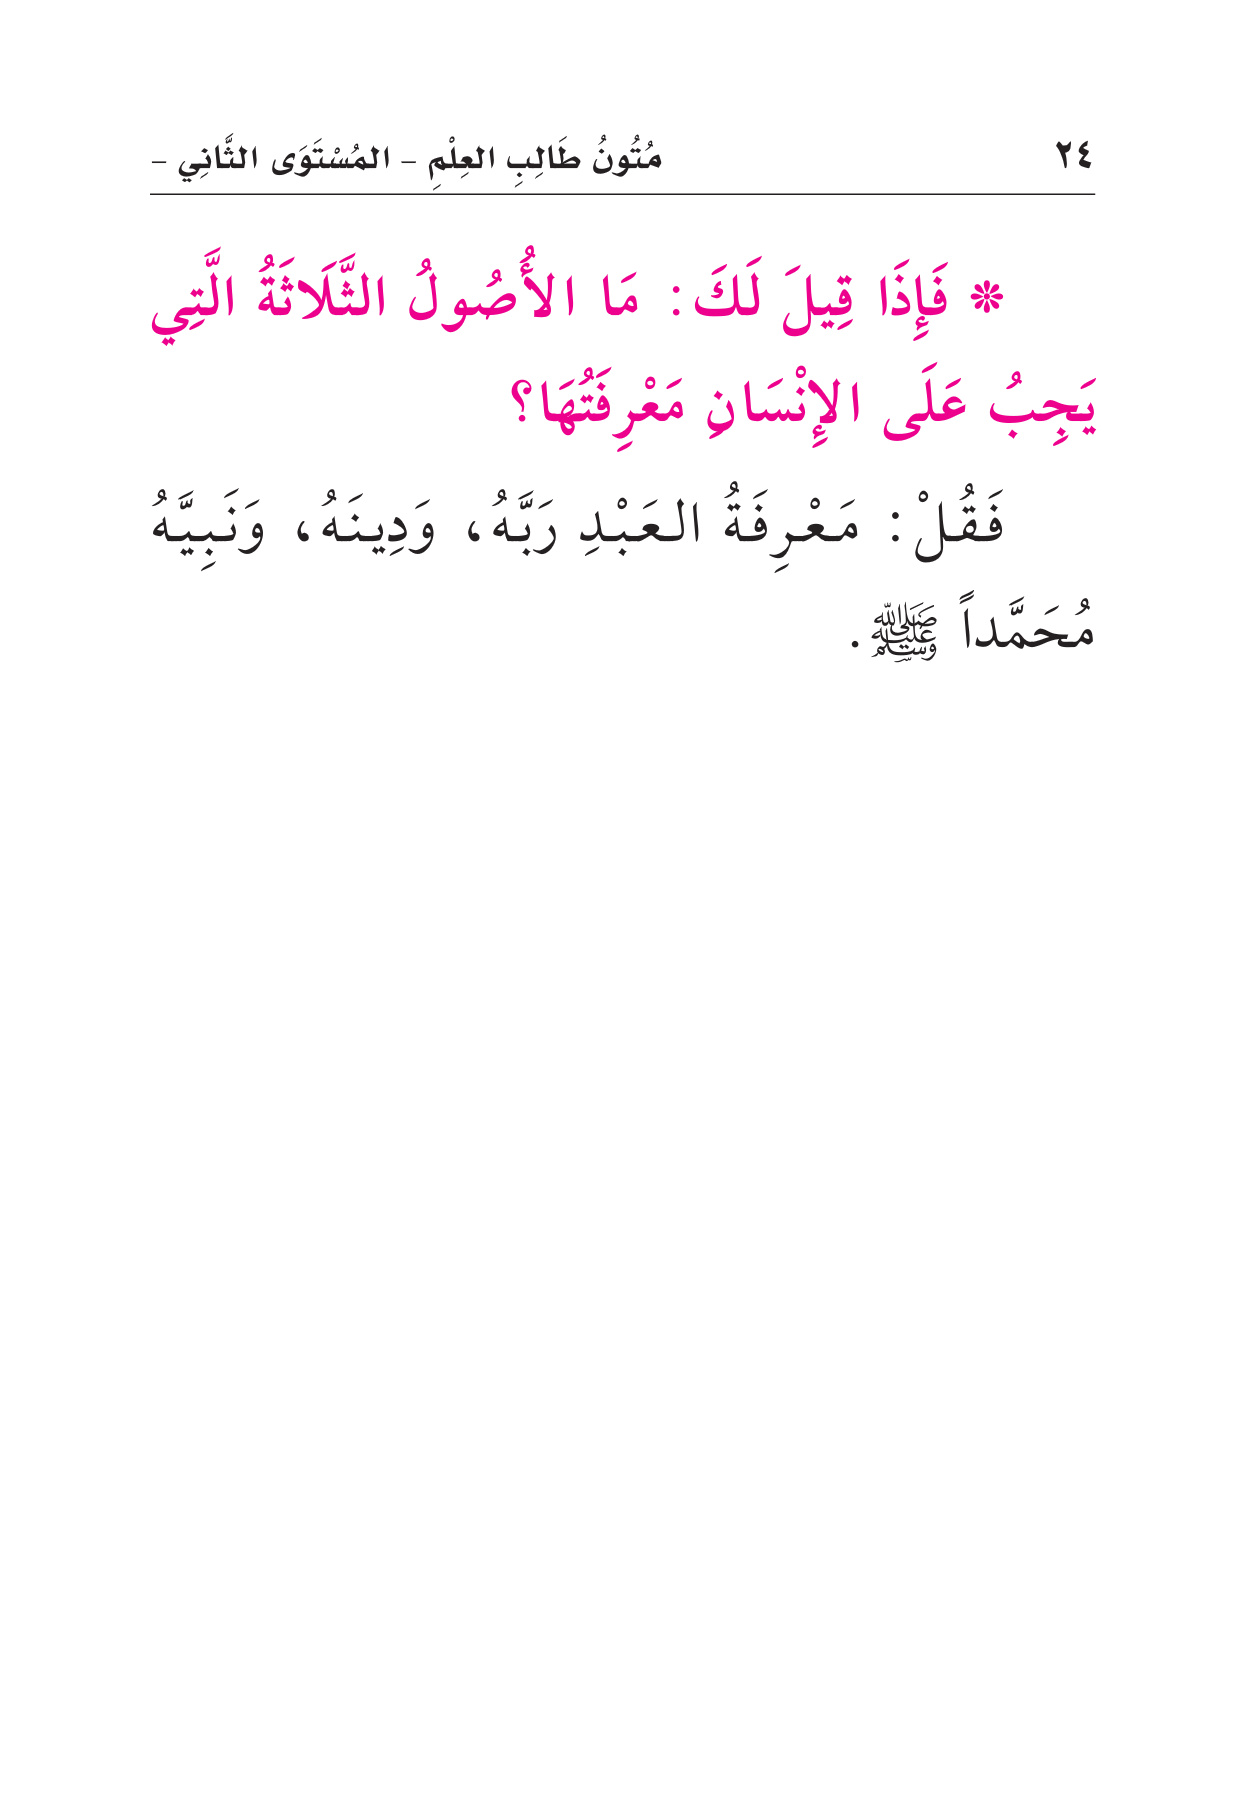 ٢٤ مُتُونُ طَالِبِ العِلْمِ – المُسْتَوَى الثَّانِي –
❊ فَإِذَا قِيلَ لَكَ: مَا الأُصُولُ الثَّلَاثَةُ الَّتِي
يَجِبُ عَلَى الإِنْسَانِ مَعْرِفَتُهَا؟
فَقُلْ: مَعْرِفَةُ العَبْدِ رَبَّهُ، وَدِينَهُ، وَنَبِيَّهُ
مُحَمَّداً ﷺ.